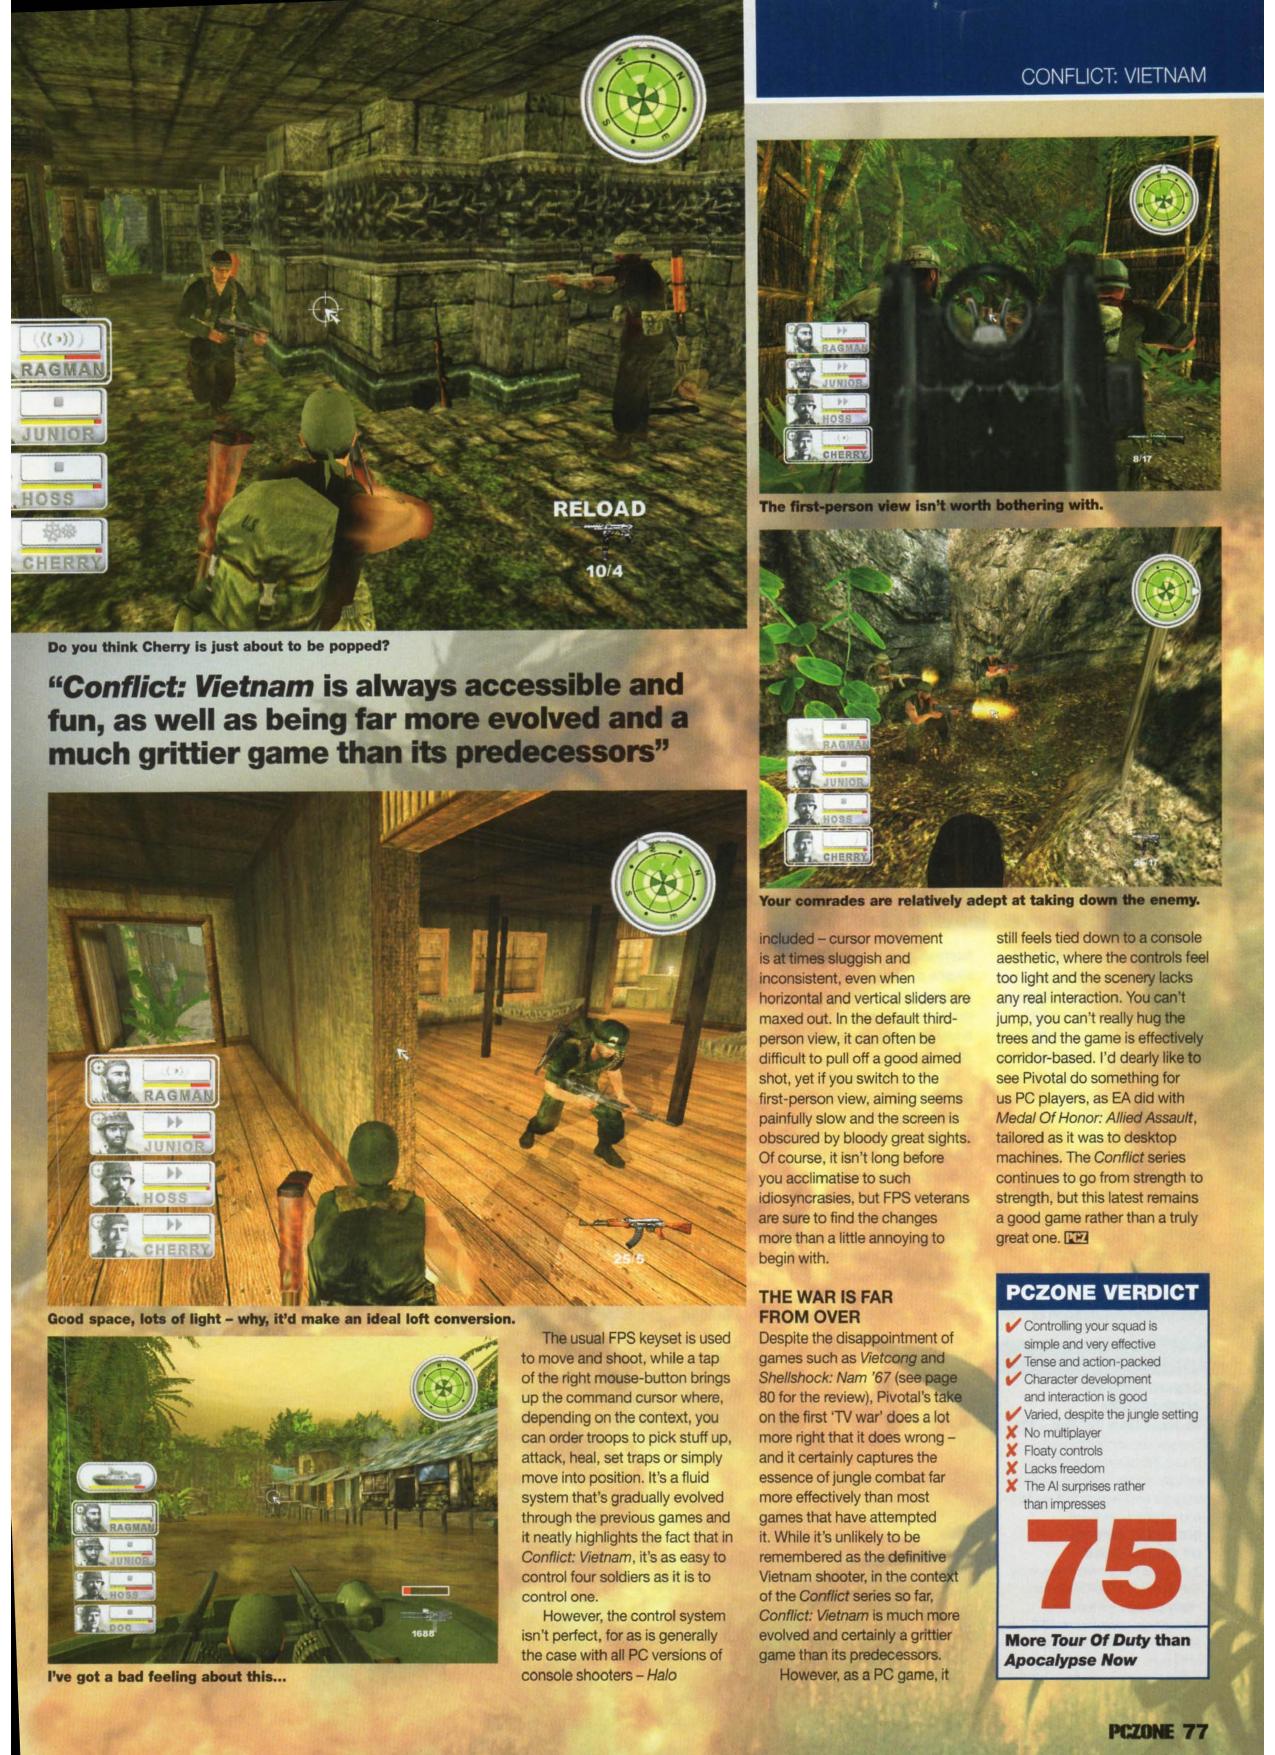 CONFLICT: VIETNAM
RAGMAN
JUNIOR
HOSS
CHERRY
RELOAD
10/4
Do you think Cherry is just about to be popped?
"Conflict: Vietnam is always accessible and
fun, as well as being far more evolved and a
much grittier game than its predecessors"
RAGMAN
JUNIOR
HOSS
CHERRY
8/17
The first-person view isn't worth bothering with.
RAGMAN
JUNIOR
HOSS
CHERRY
Your comrades are relatively adept at taking down the enemy.
RAGMAN
JUNIOR
HOSS
CHERRY
25/5
Good space, lots of light – why, it'd make an ideal loft conversion.
RAGMAN
JUNIOR
HOSS
DOC
1688
I've got a bad feeling about this...
The usual FPS keyset is used
to move and shoot, while a tap
of the right mouse-button brings
up the command cursor where,
depending on the context, you
can order troops to pick stuff up,
attack, heal, set traps or simply
move into position. It's a fluid
system that's gradually evolved
through the previous games and
it neatly highlights the fact that in
Conflict: Vietnam, it's as easy to
control four soldiers as it is to
control one.
However, the control system
isn't perfect, for as is generally
the case with all PC versions of
console shooters – Halo
included – cursor movement
is at times sluggish and
inconsistent, even when
horizontal and vertical sliders are
maxed out. In the default third-
person view, it can often be
difficult to pull off a good aimed
shot, yet if you switch to the
first-person view, aiming seems
painfully slow and the screen is
obscured by bloody great sights.
Of course, it isn't long before
you acclimatise to such
idiosyncrasies, but FPS veterans
are sure to find the changes
more than a little annoying to
begin with.
THE WAR IS FAR
FROM OVER
Despite the disappointment of
games such as Vietcong and
Shellshock: Nam '67 (see page
80 for the review), Pivotal's take
on the first 'TV war' does a lot
more right that it does wrong –
and it certainly captures the
essence of jungle combat far
more effectively than most
games that have attempted
it. While it's unlikely to be
remembered as the definitive
Vietnam shooter, in the context
of the Conflict series so far,
Conflict: Vietnam is much more
evolved and certainly a grittier
game than its predecessors.
However, as a PC game, it
still feels tied down to a console
aesthetic, where the controls feel
too light and the scenery lacks
any real interaction. You can't
jump, you can't really hug the
trees and the game is effectively
corridor-based. I'd dearly like to
see Pivotal do something for
us PC players, as EA did with
Medal Of Honor: Allied Assault,
tailored as it was to desktop
machines. The Conflict series
continues to go from strength to
strength, but this latest remains
a good game rather than a truly
great one. PCZ
PCZONE VERDICT
✔ Controlling your squad is
simple and very effective
✔ Tense and action-packed
✔ Character development
and interaction is good
✔ Varied, despite the jungle setting
✘ No multiplayer
✘ Floaty controls
✘ Lacks freedom
✘ The AI surprises rather
than impresses
75
More Tour Of Duty than
Apocalypse Now
PCZONE 77